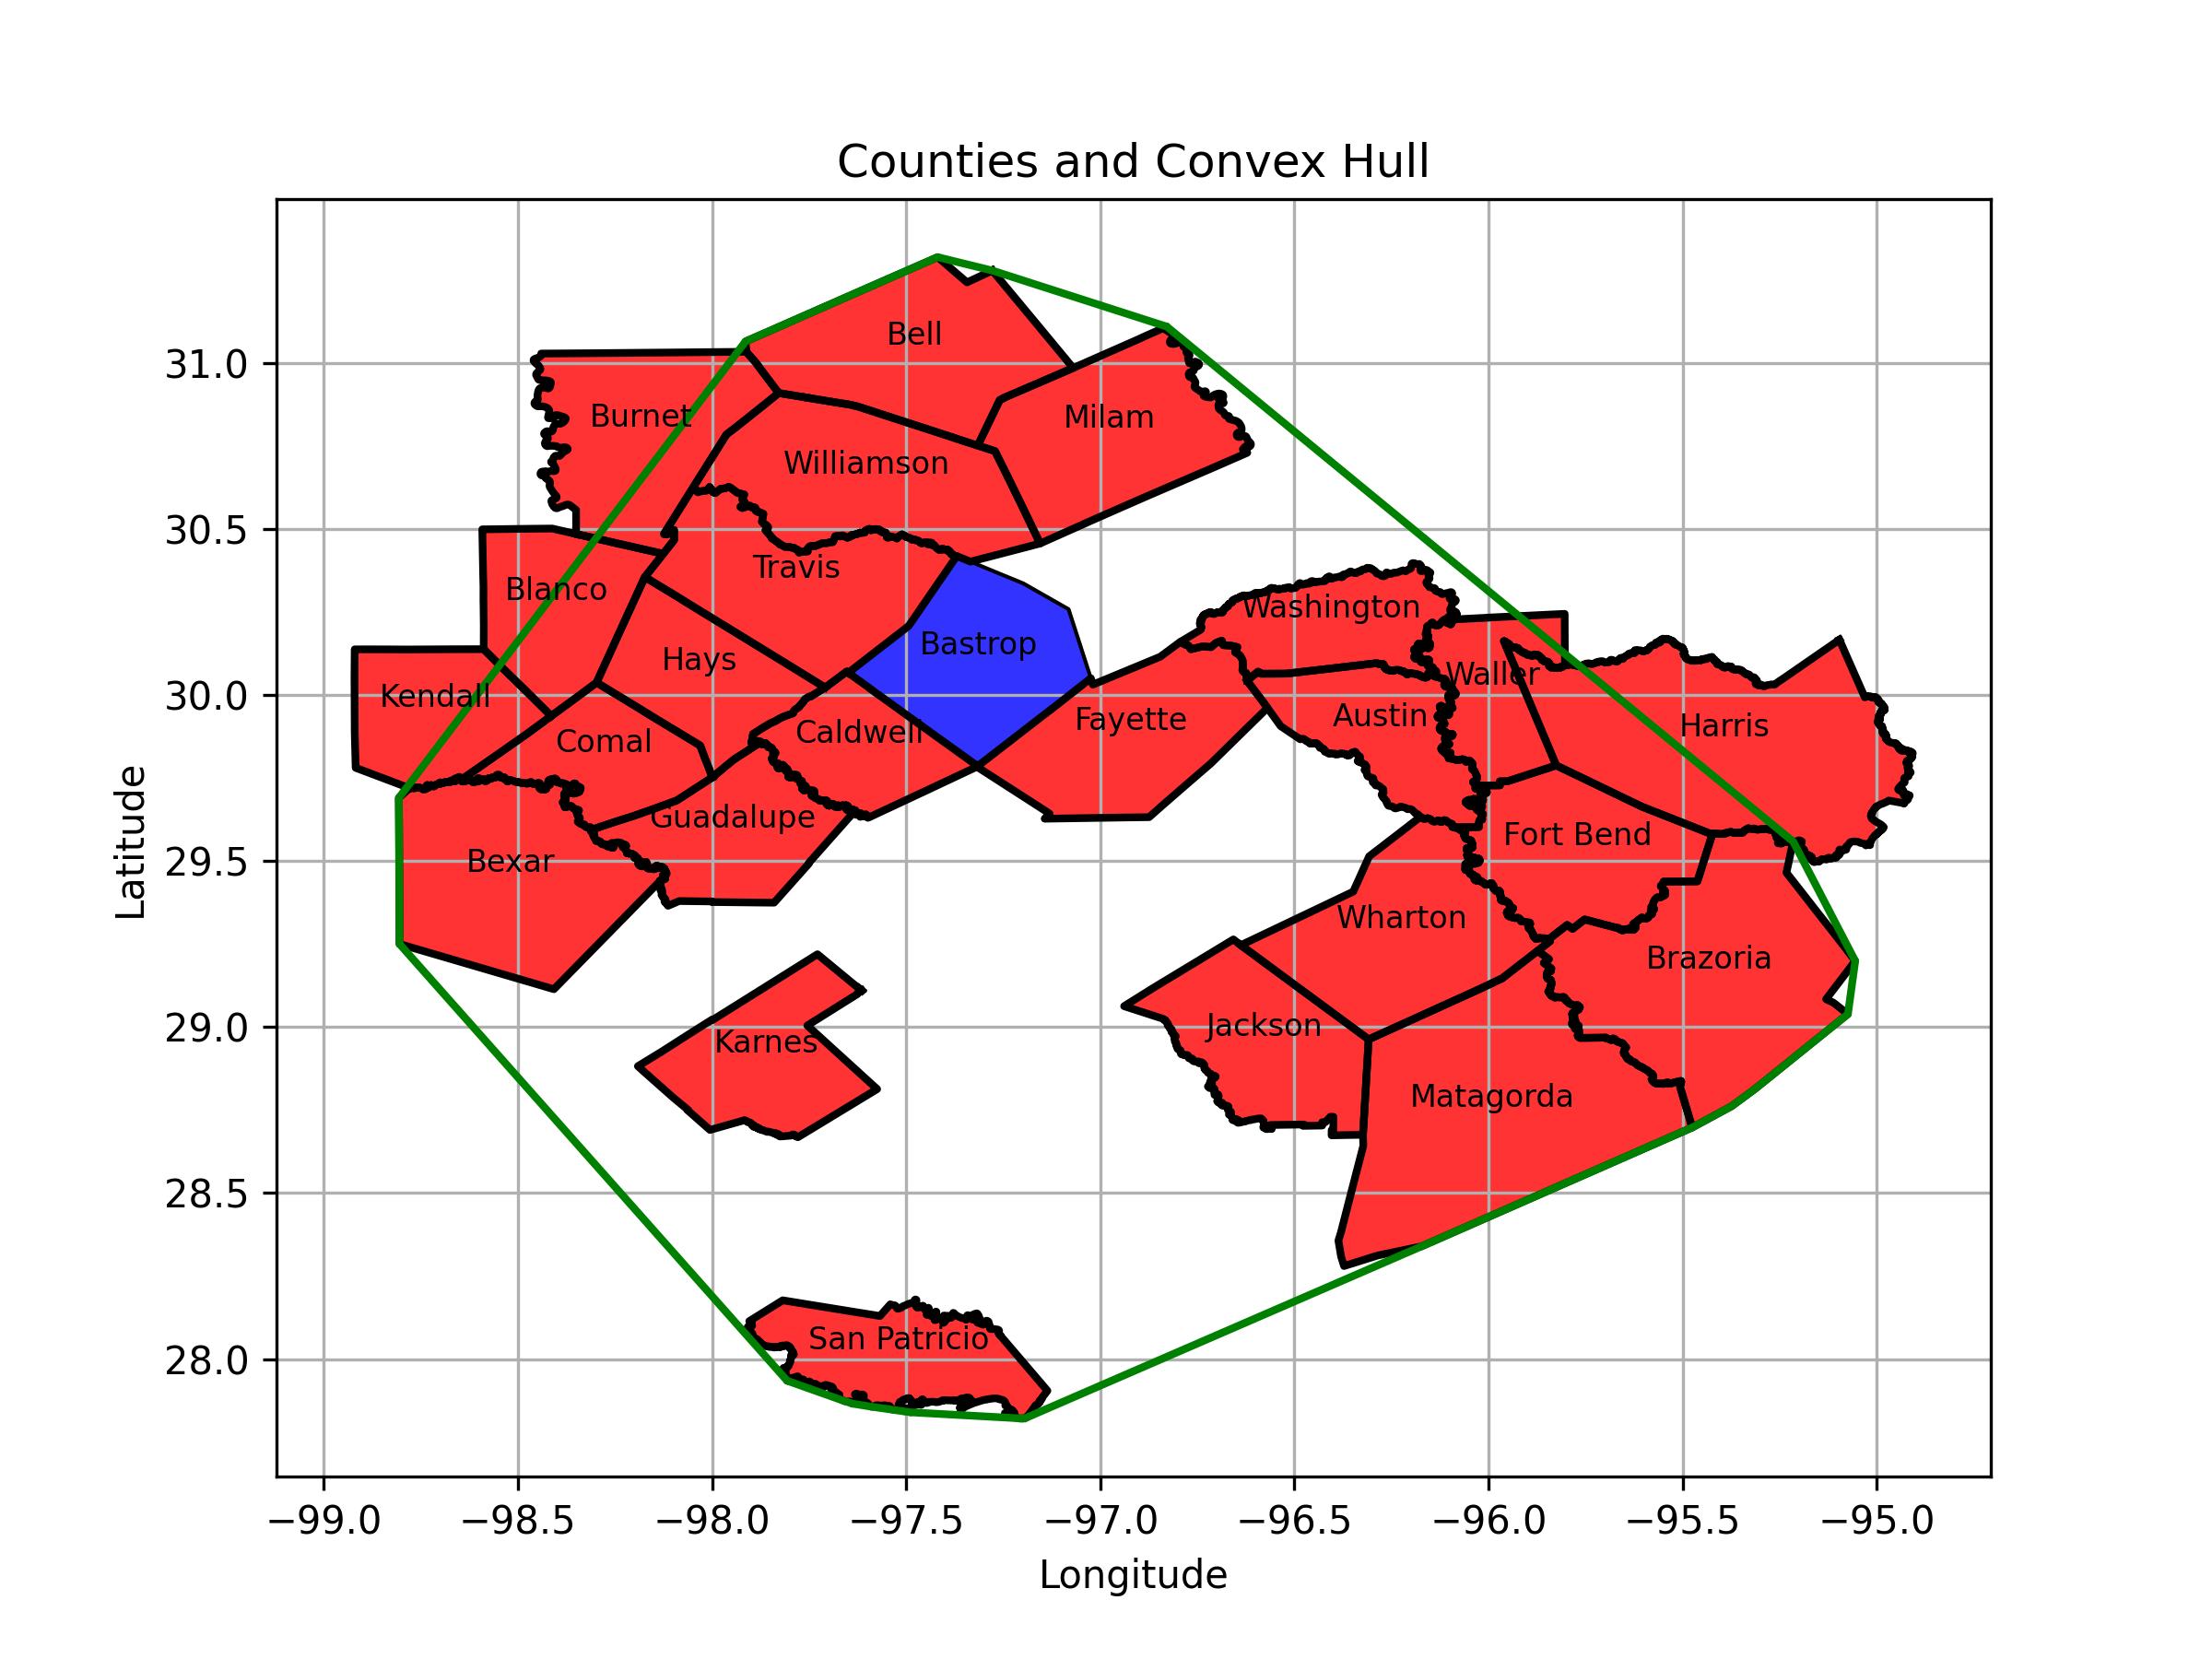 Counties and Convex Hull
Bell
Burnet
Milam
Williamson
Travis
Blanco
Washington
Bastrop
Hays
Waller
Kendall
Fayette
Austin
Harris
Comal
Caldwell
Guadalupe
Fort Bend
Bexar
Wharton
Brazoria
Karnes
Jackson
Matagorda
San Patricio
31.0
30.5
30.0
29.5
29.0
28.5
28.0
Latitude
−99.0 −98.5 −98.0 −97.5 −97.0 −96.5 −96.0 −95.5 −95.0
Longitude